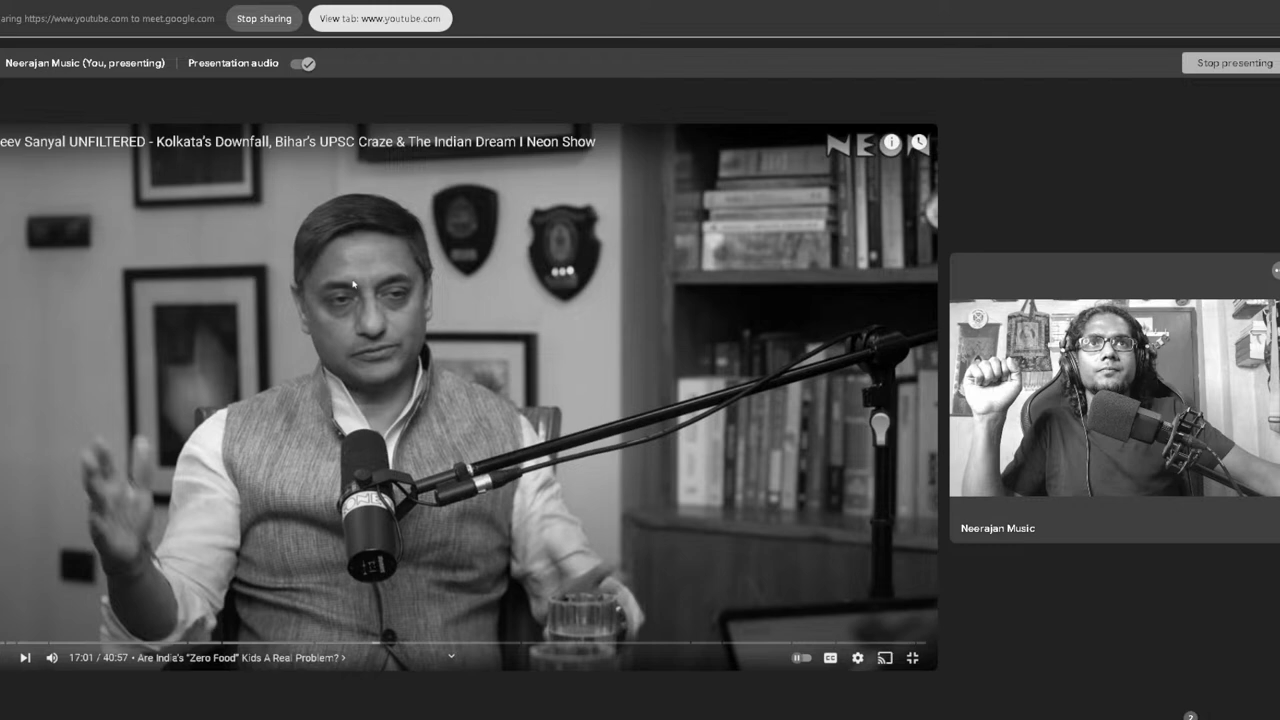 aring https://www.youtube.com to meet.google.com
Stop sharing
View tab: www.youtube.com
Neerajan Music (You, presenting)
Presentation audio
Stop presenting
eev Sanyal UNFILTERED - Kolkata's Downfall, Bihar's UPSC Craze & The Indian Dream I Neon Show
NEON
Neerajan Music
17:01 / 40:57 • Are India's "Zero Food" Kids A Real Problem?
CC
2